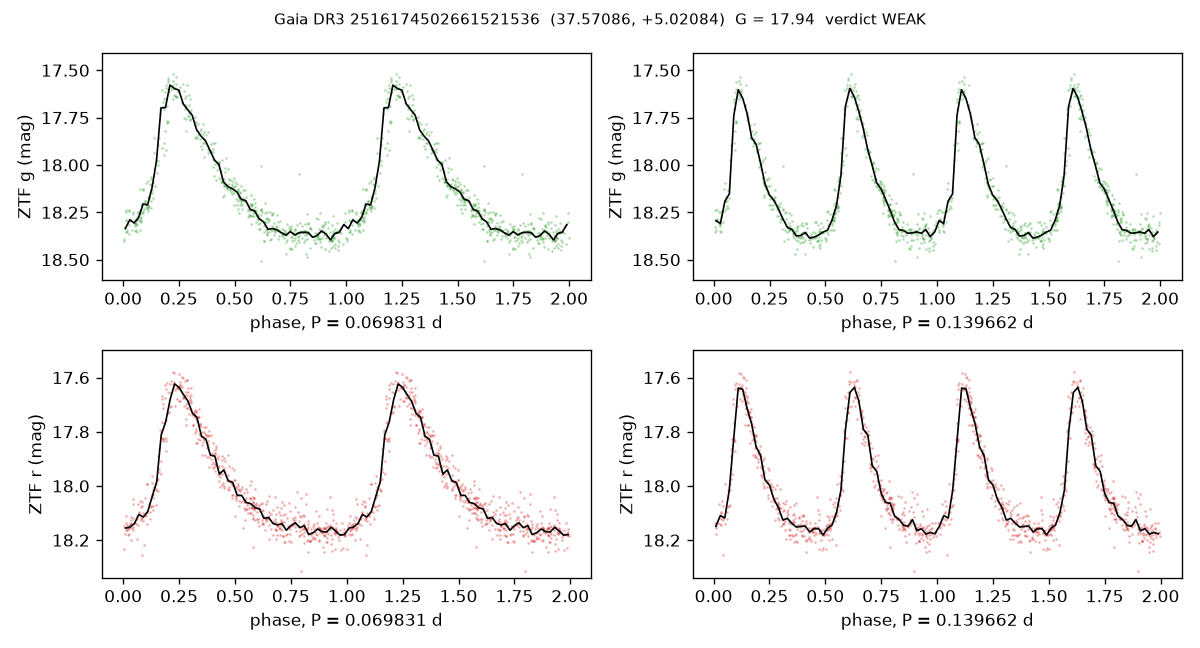 Gaia DR3 2516174502661521536 (37.57086, +5.02084) G = 17.94 verdict WEAK
ZTF g (mag)
17.50
17.75
18.00
18.25
18.50
0.00 0.25 0.50 0.75 1.00 1.25 1.50 1.75 2.00
phase, P = 0.069831 d
ZTF g (mag)
17.50
17.75
18.00
18.25
18.50
0.00 0.25 0.50 0.75 1.00 1.25 1.50 1.75 2.00
phase, P = 0.139662 d
ZTF r (mag)
17.6
17.8
18.0
18.2
0.00 0.25 0.50 0.75 1.00 1.25 1.50 1.75 2.00
phase, P = 0.069831 d
ZTF r (mag)
17.6
17.8
18.0
18.2
0.00 0.25 0.50 0.75 1.00 1.25 1.50 1.75 2.00
phase, P = 0.139662 d